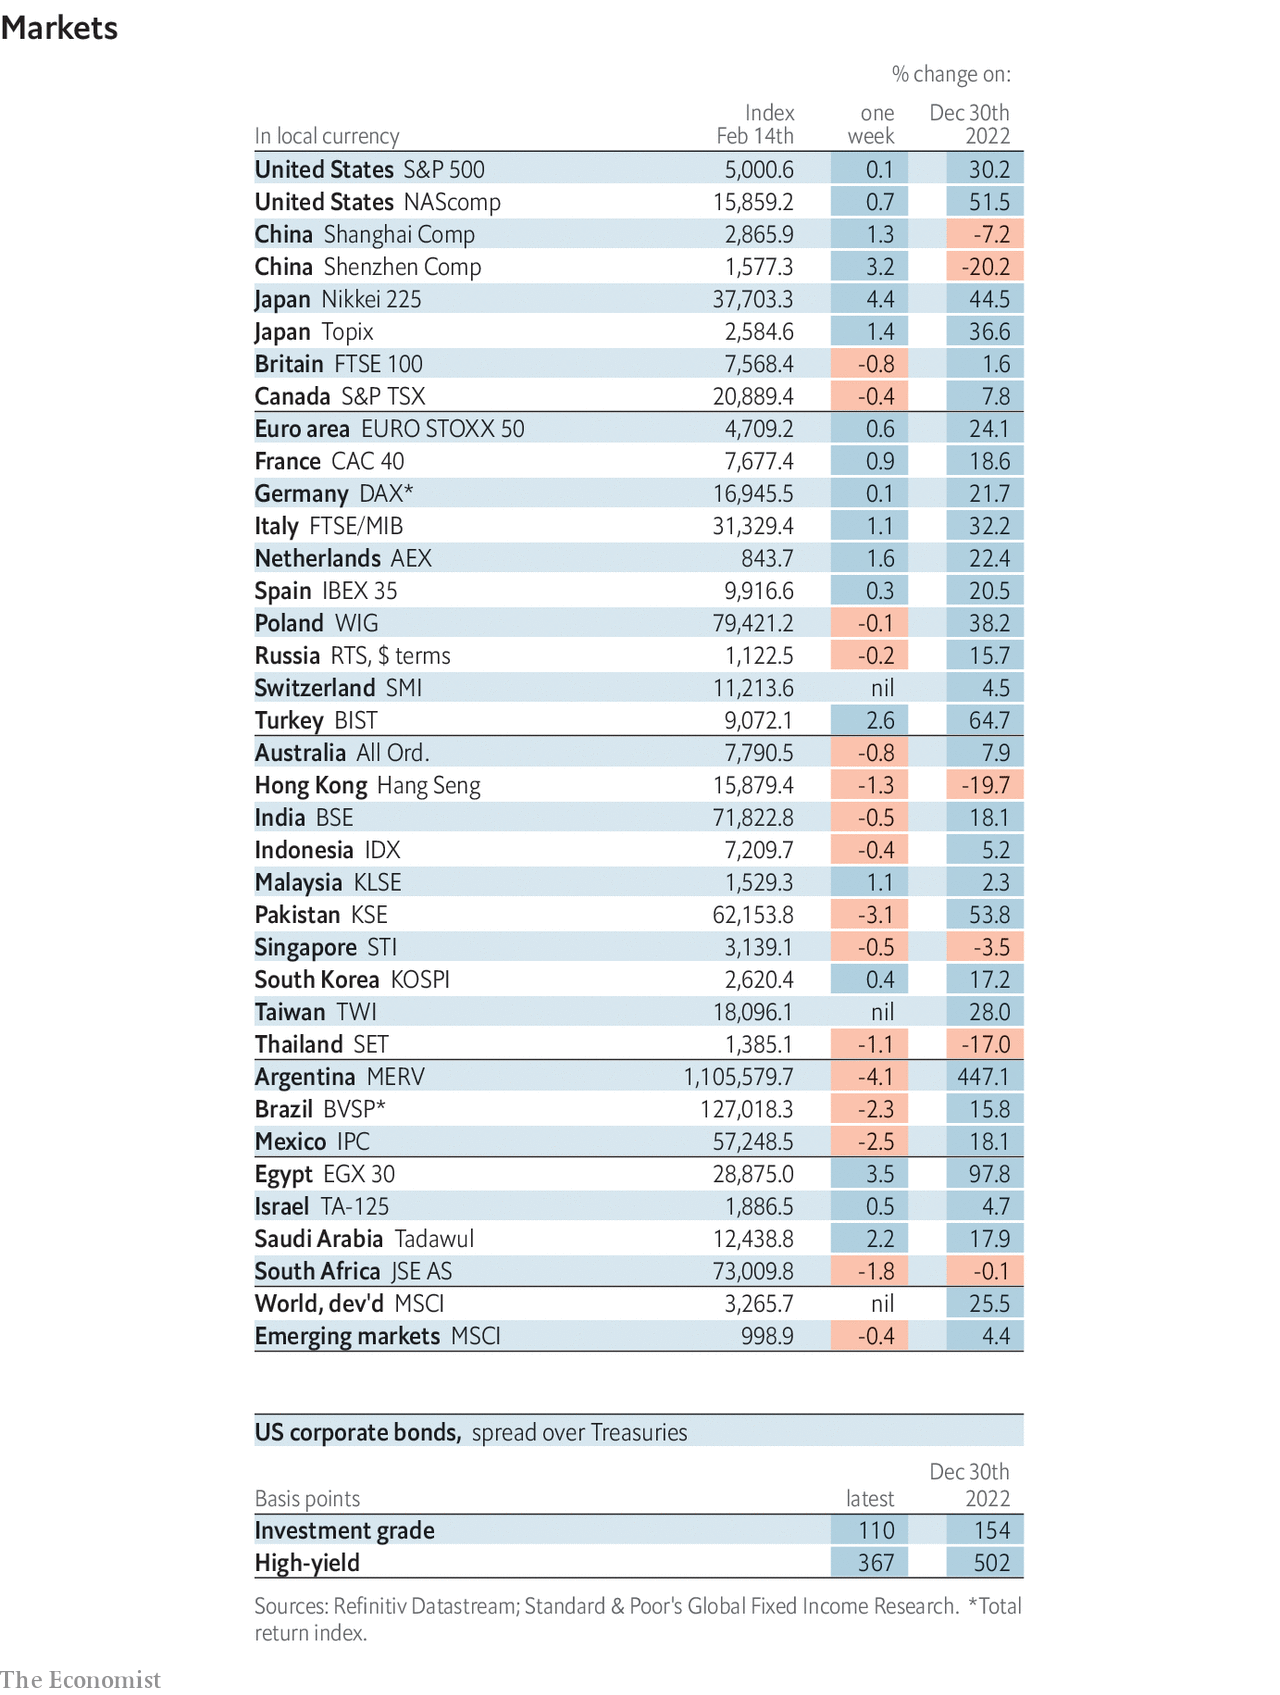 Markets
% change on:
Index one Dec 30th
In local currency Feb 14th week 2022
United States S&P 500 5,000.6 0.1 30.2
United States NAScomp 15,859.2 0.7 51.5
China Shanghai Comp 2,865.9 1.3 -7.2
China Shenzhen Comp 1,577.3 3.2 -20.2
Japan Nikkei 225 37,703.3 4.4 44.5
Japan Topix 2,584.6 1.4 36.6
Britain FTSE 100 7,568.4 -0.8 1.6
Canada S&P TSX 20,889.4 -0.4 7.8
Euro area EURO STOXX 50 4,709.2 0.6 24.1
France CAC 40 7,677.4 0.9 18.6
Germany DAX* 16,945.5 0.1 21.7
Italy FTSE/MIB 31,329.4 1.1 32.2
Netherlands AEX 843.7 1.6 22.4
Spain IBEX 35 9,916.6 0.3 20.5
Poland WIG 79,421.2 -0.1 38.2
Russia RTS, $ terms 1,122.5 -0.2 15.7
Switzerland SMI 11,213.6 nil 4.5
Turkey BIST 9,072.1 2.6 64.7
Australia All Ord. 7,790.5 -0.8 7.9
Hong Kong Hang Seng 15,879.4 -1.3 -19.7
India BSE 71,822.8 -0.5 18.1
Indonesia IDX 7,209.7 -0.4 5.2
Malaysia KLSE 1,529.3 1.1 2.3
Pakistan KSE 62,153.8 -3.1 53.8
Singapore STI 3,139.1 -0.5 -3.5
South Korea KOSPI 2,620.4 0.4 17.2
Taiwan TWI 18,096.1 nil 28.0
Thailand SET 1,385.1 -1.1 -17.0
Argentina MERV 1,105,579.7 -4.1 447.1
Brazil BVSP* 127,018.3 -2.3 15.8
Mexico IPC 57,248.5 -2.5 18.1
Egypt EGX 30 28,875.0 3.5 97.8
Israel TA-125 1,886.5 0.5 4.7
Saudi Arabia Tadawul 12,438.8 2.2 17.9
South Africa JSE AS 73,009.8 -1.8 -0.1
World, dev'd MSCI 3,265.7 nil 25.5
Emerging markets MSCI 998.9 -0.4 4.4
US corporate bonds, spread over Treasuries
Dec 30th
Basis points latest 2022
Investment grade 110 154
High-yield 367 502
Sources: Refinitiv Datastream; Standard & Poor's Global Fixed Income Research. *Total
return index.
The Economist